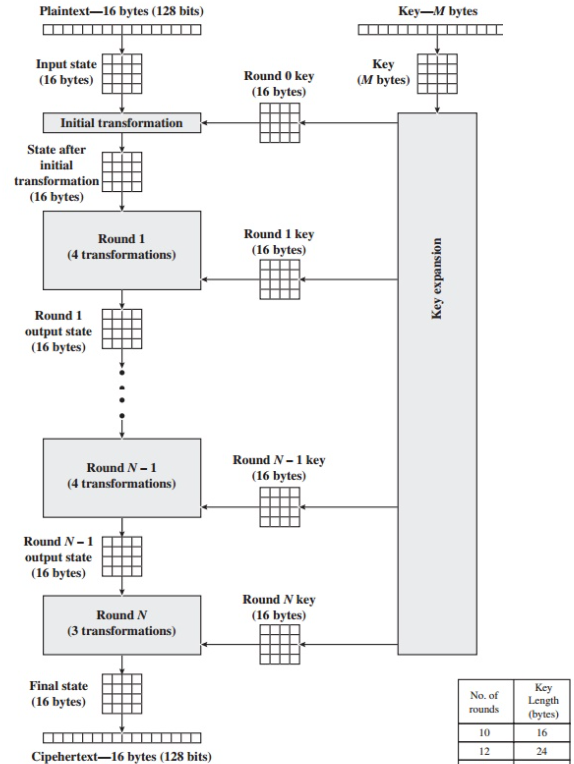 Plaintext—16 bytes (128 bits)
Key—M bytes
Input state
(16 bytes)
Key
(M bytes)
Round 0 key
(16 bytes)
Initial transformation
State after
initial
transformation
(16 bytes)
Round 1
(4 transformations)
Round 1 key
(16 bytes)
Key expansion
Round 1
output state
(16 bytes)
Round N – 1
(4 transformations)
Round N – 1 key
(16 bytes)
Round N – 1
output state
(16 bytes)
Round N
(3 transformations)
Round N key
(16 bytes)
Final state
(16 bytes)
No. of
rounds
Key
Length
(bytes)
10 16
12 24
Cipehertext—16 bytes (128 bits)